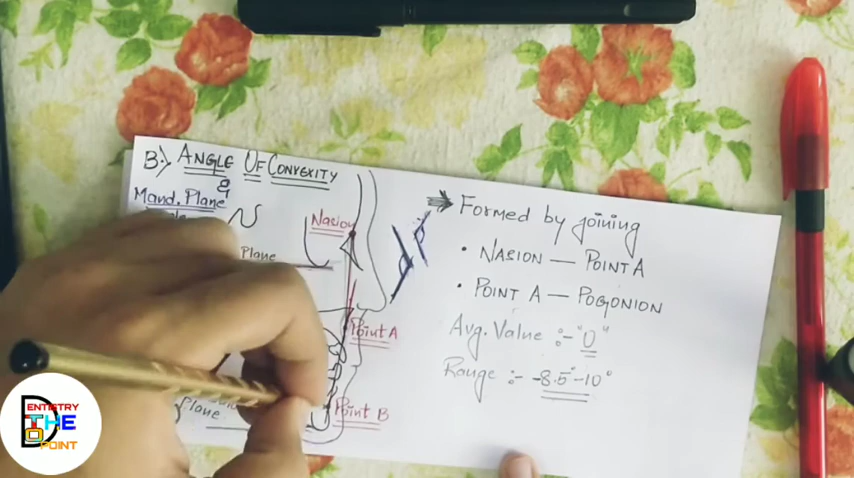 B:) ANGLE OF CONVEXITY
&
Mand. Plane
Nasion
Plane
Point A
Point B
Plane
⇒ Formed by joining
• NASION — POINT A
• POINT A — POGONION
Avg. Value :- "0"
Range :- -8.5°-10°
DENTISTRY
THE
TO
POINT